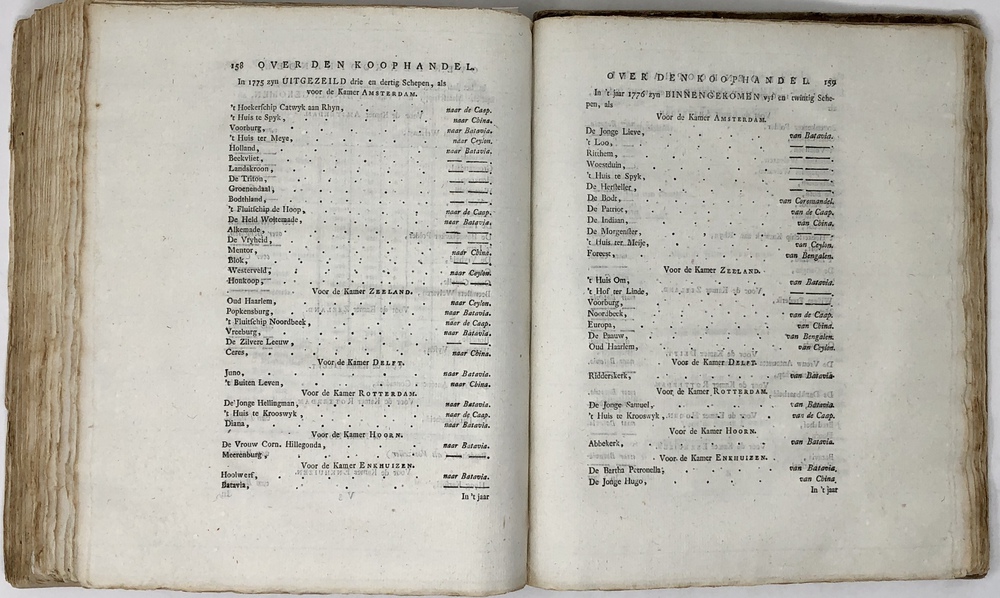 158 OVER DEN KOOPHANDEL
In 1775 zyn UITGEZEILD drie en dertig Schepen, als
voor de Kamer AMSTERDAM.
't Hoekerschip Catwyk aan Rhyn, naar de Caap.
't Huis te Spyk, naar China.
Voorburg, naar Batavia.
't Huis ter Meye, naar Ceylon.
Holland, naar Batavia.
Beekvliet, —— ——
Landskroon, —— ——
De Triton, —— ——
Groenendaal, —— ——
Bodthland, —— ——
't Fluitschip de Hoop, naar de Caap.
De Held Woltemade, naar Batavia.
Alkemade, —— ——
De Vryheid, —— ——
Mentor, naar China.
Blok, —— ——
Westerveld, naar Ceylon.
Honkoop, —— ——
Voor de Kamer ZEELAND.
Oud Haarlem, naar Ceylon.
Popkensburg, naar Batavia.
't Fluitschip Noordbeek, naar de Caap.
Vreeburg, naar Batavia.
De Zilvere Leeuw, —— ——
Ceres, naar China.
Voor de Kamer DELFT.
Juno, naar Batavia.
't Buiten Leven, naar China.
Voor de Kamer ROTTERDAM.
De Jonge Hellingman, naar Batavia.
't Huis te Krooswyk, naar de Caap.
Diana, naar Batavia.
Voor de Kamer HOORN.
De Vrouw Corn. Hillegonda, naar Batavia.
Meerenburg, —— ——
Voor de Kamer ENKHUIZEN.
Hoolwerf, naar Batavia.
Batavia, —— ——
In 't jaar
OVER DEN KOOPHANDEL 159
In 't jaar 1776 zyn BINNENGEKOMEN vyf en twintig Sche-
pen, als
Voor de Kamer AMSTERDAM.
De Jonge Lieve, van Batavia.
't Loo, —— ——
Ritthem, —— ——
Woestduin, —— ——
't Huis te Spyk, —— ——
De Hersteller, —— ——
De Bodt, van Coromandel.
De Patriot, van de Caap.
De Indiaan, van China.
De Morgenster, —— ——
't Huis ter Meije, van Ceylon.
Foreest, van Bengalen.
Voor de Kamer ZEELAND.
't Huis Om, van Batavia.
't Hof ter Linde, —— ——
Voorburg, —— ——
Noordbeek, van de Caap.
Europa, van China.
De Paauw, van Bengalen.
Oud Haarlem, van Ceylon.
Voor de Kamer DELFT.
Ridderkerk, van Batavia.
Voor de Kamer ROTTERDAM.
De Jonge Samuel, van Batavia.
't Huis te Krooswyk, van de Caap.
Voor de Kamer HOORN.
Abbekerk, van Batavia.
Voor de Kamer ENKHUIZEN.
De Bartha Petronella, van Batavia.
De Jonge Hugo, van China.
In 't jaar